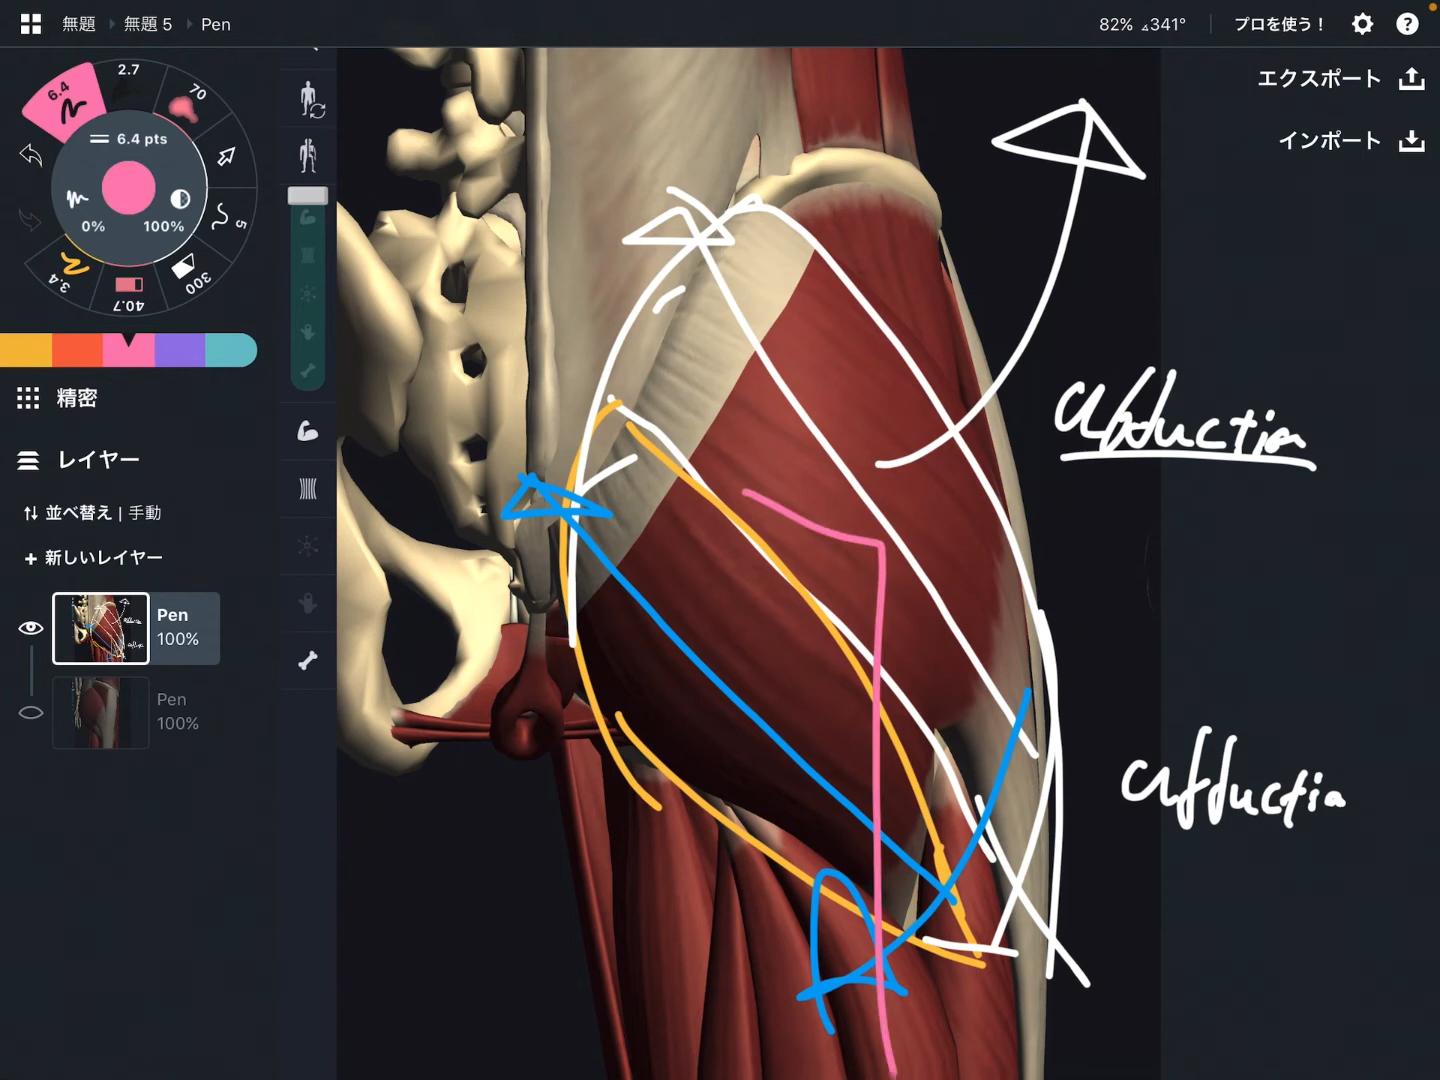 無題 無題 5 Pen
82% ⦟341° プロを使う！
エクスポート
インポート
2.7
6.4
70
6.4 pts
0% 100%
5
3.4
40.7
300
精密
レイヤー
並べ替え | 手動
+ 新しいレイヤー
Pen
100%
Pen
100%
abduction